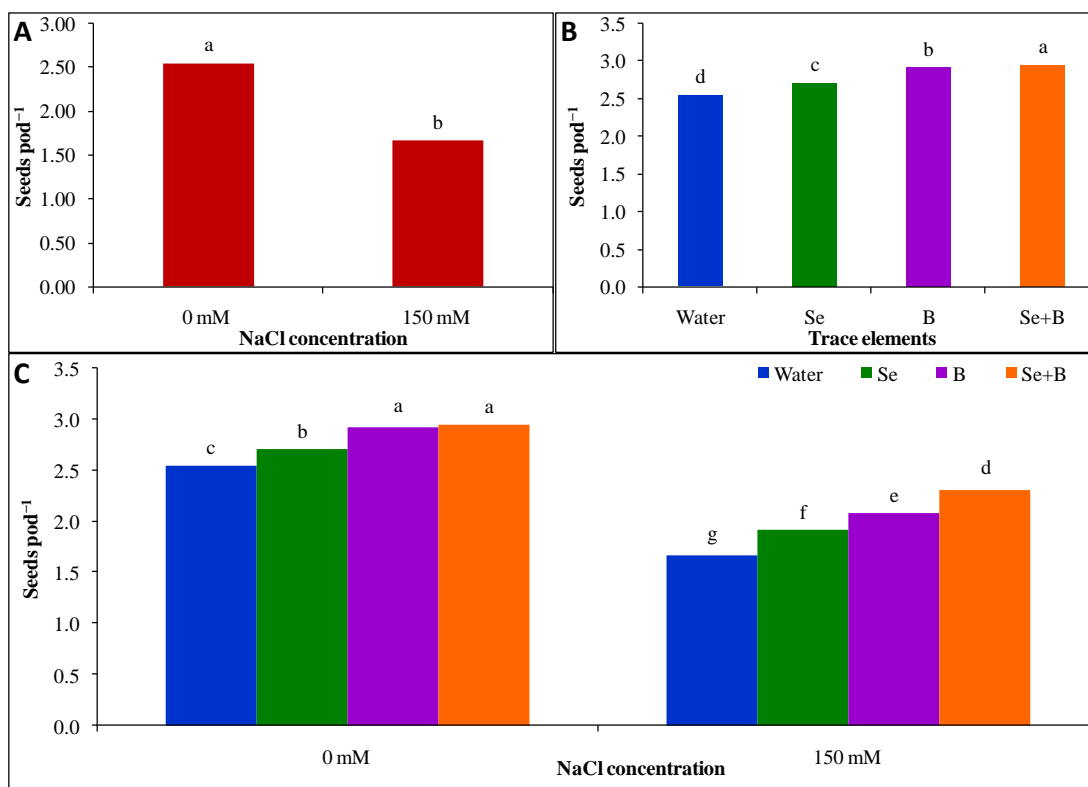 A
Seeds pod⁻¹
3.00
2.50
2.00
1.50
1.00
0.50
0.00
a
b
0 mM
150 mM
NaCl concentration
B
Seeds pod⁻¹
3.5
3.0
2.5
2.0
1.5
1.0
0.5
0.0
d
c
b
a
Water
Se
B
Se+B
Trace elements
C
Seeds pod⁻¹
3.5
3.0
2.5
2.0
1.5
1.0
0.5
0.0
Water Se B Se+B
c
b
a
a
g
f
e
d
0 mM
150 mM
NaCl concentration